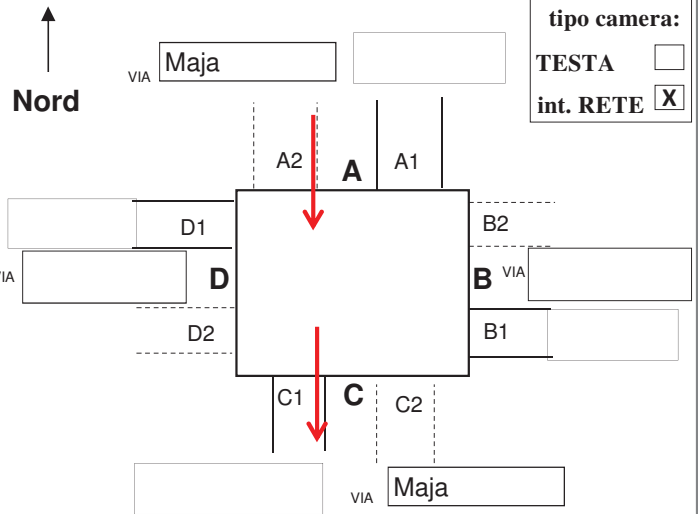 tipo camera:
VIA Maja
TESTA
Nord
int. RETE X
A2 A A1
D1
B2
VIA D
B VIA
D2
B1
C1 C C2
VIA Maja